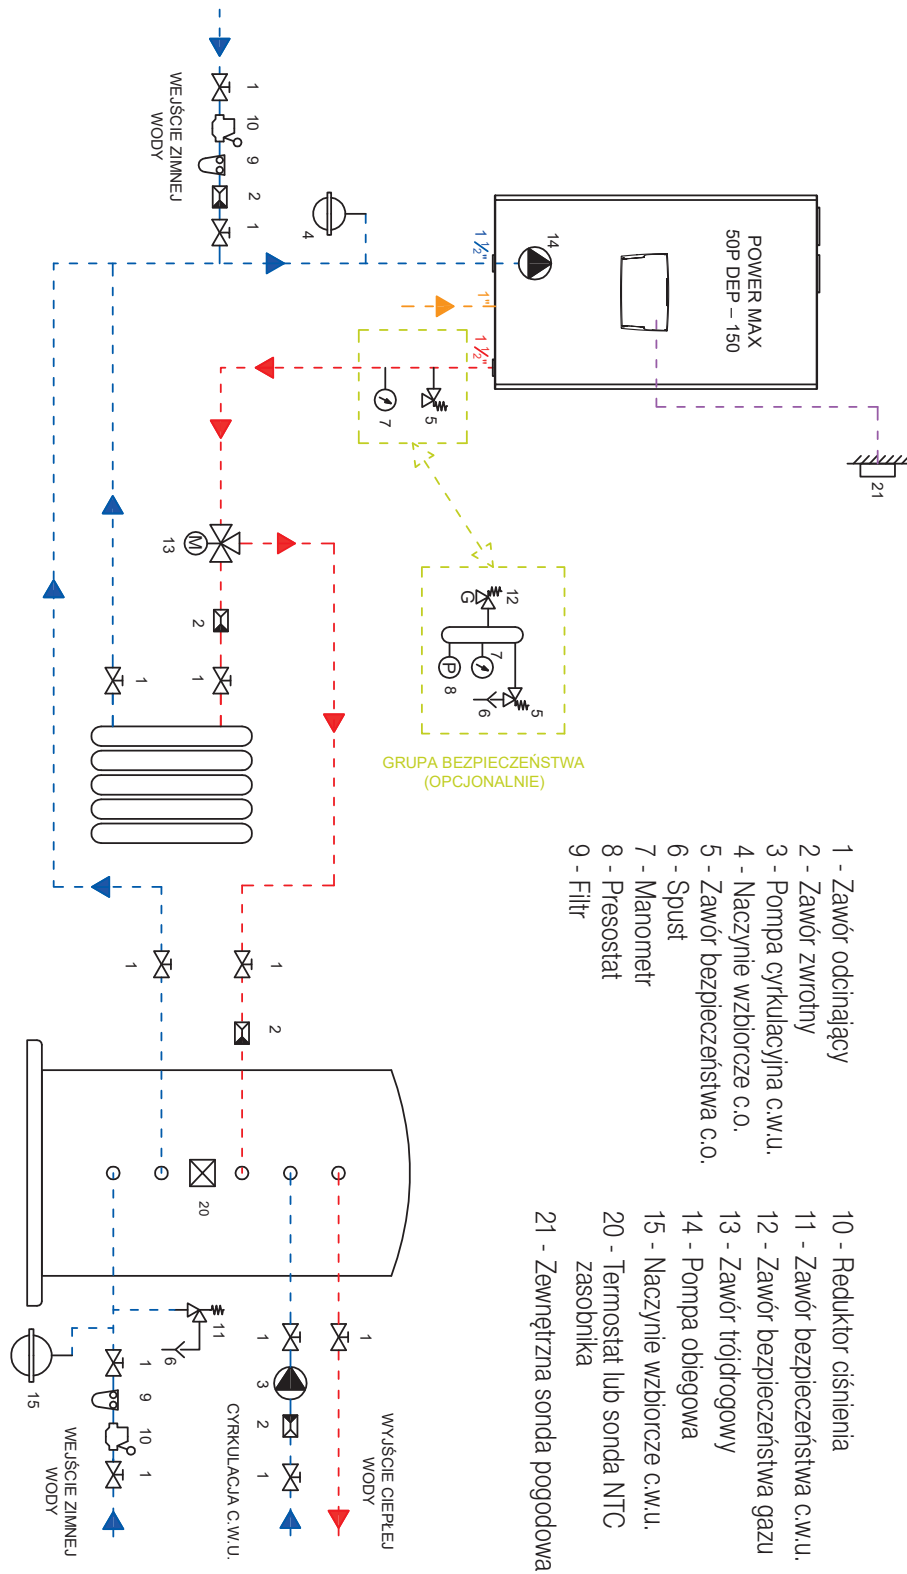 WEJŚCIE ZIMNEJ
WODY
1
10
9
2
1
4
1 ½"
1"
1 ½"
14
POWER MAX
50P DEP – 150
21
7
5
13
M
2
1
1
G
12
7
P
8
6
5
GRUPA BEZPIECZEŃSTWA
(OPCJONALNIE)
1
1
2
20
11
6
15
1
9
10
1
WEJŚCIE ZIMNEJ
WODY
1
3
2
1
CYRKULACJA C.W.U.
1
WYJŚCIE CIEPŁEJ
WODY
1 - Zawór odcinający
2 - Zawór zwrotny
3 - Pompa cyrkulacyjna c.w.u.
4 - Naczynie wzbiorcze c.o.
5 - Zawór bezpieczeństwa c.o.
6 - Spust
7 - Manometr
8 - Presostat
9 - Filtr
10 - Reduktor ciśnienia
11 - Zawór bezpieczeństwa c.w.u.
12 - Zawór bezpieczeństwa gazu
13 - Zawór trójdrogowy
14 - Pompa obiegowa
15 - Naczynie wzbiorcze c.w.u.
20 - Termostat lub sonda NTC
zasobnika
21 - Zewnętrzna sonda pogodowa